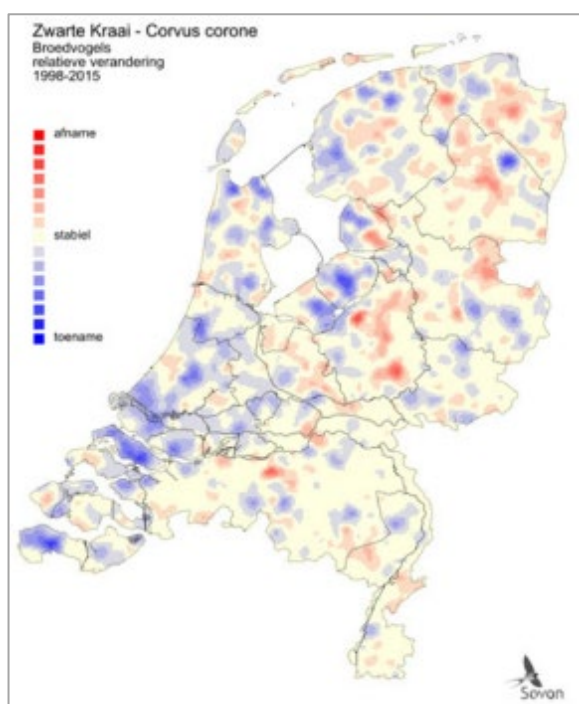 Zwarte Kraai - Corvus corone
Broedvogels
relatieve verandering
1998-2015
afname
stabiel
toename
Sovon